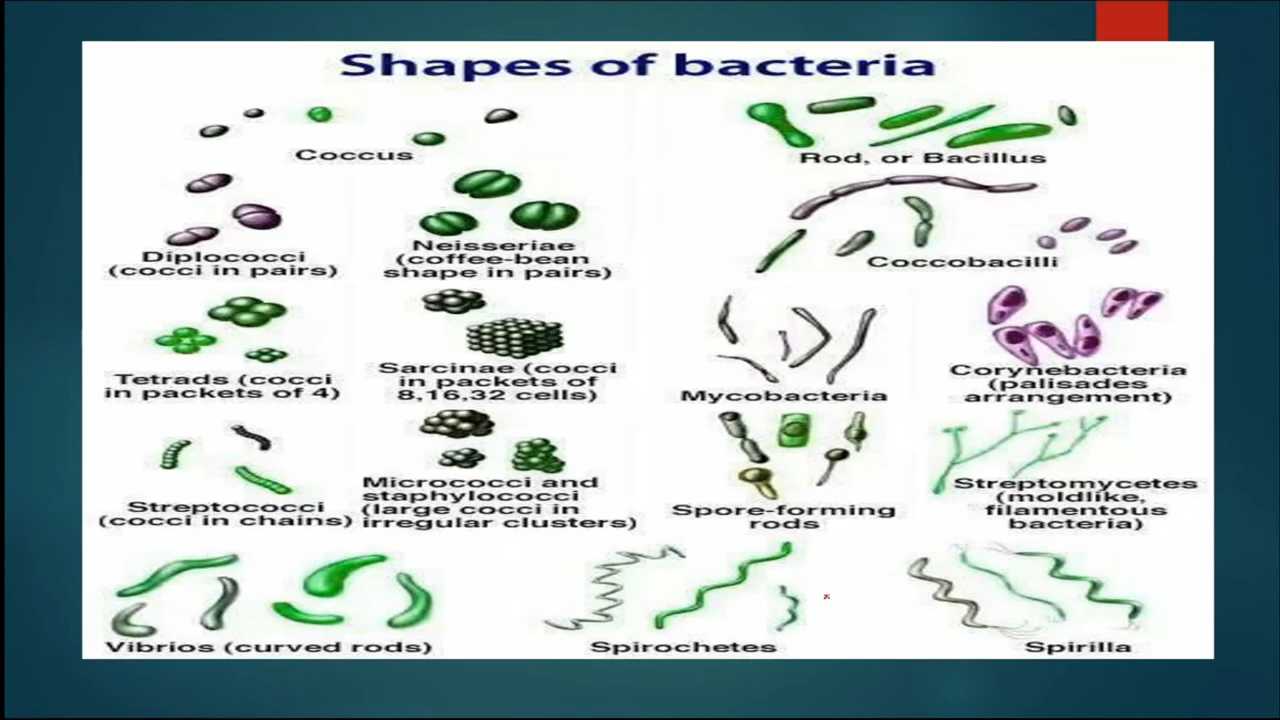 Shapes of bacteria
Coccus
Rod, or Bacillus
Diplococci
(cocci in pairs)
Neisseriae
(coffee-bean
shape in pairs)
Coccobacilli
Tetrads (cocci
in packets of 4)
Sarcinae (cocci
in packets of
8,16,32 cells)
Mycobacteria
Corynebacteria
(palisades
arrangement)
Streptococci
(cocci in chains)
Micrococci and
staphylococci
(large cocci in
irregular clusters)
Spore-forming
rods
Streptomycetes
(moldlike,
filamentous
bacteria)
Vibrios (curved rods)
Spirochetes
Spirilla